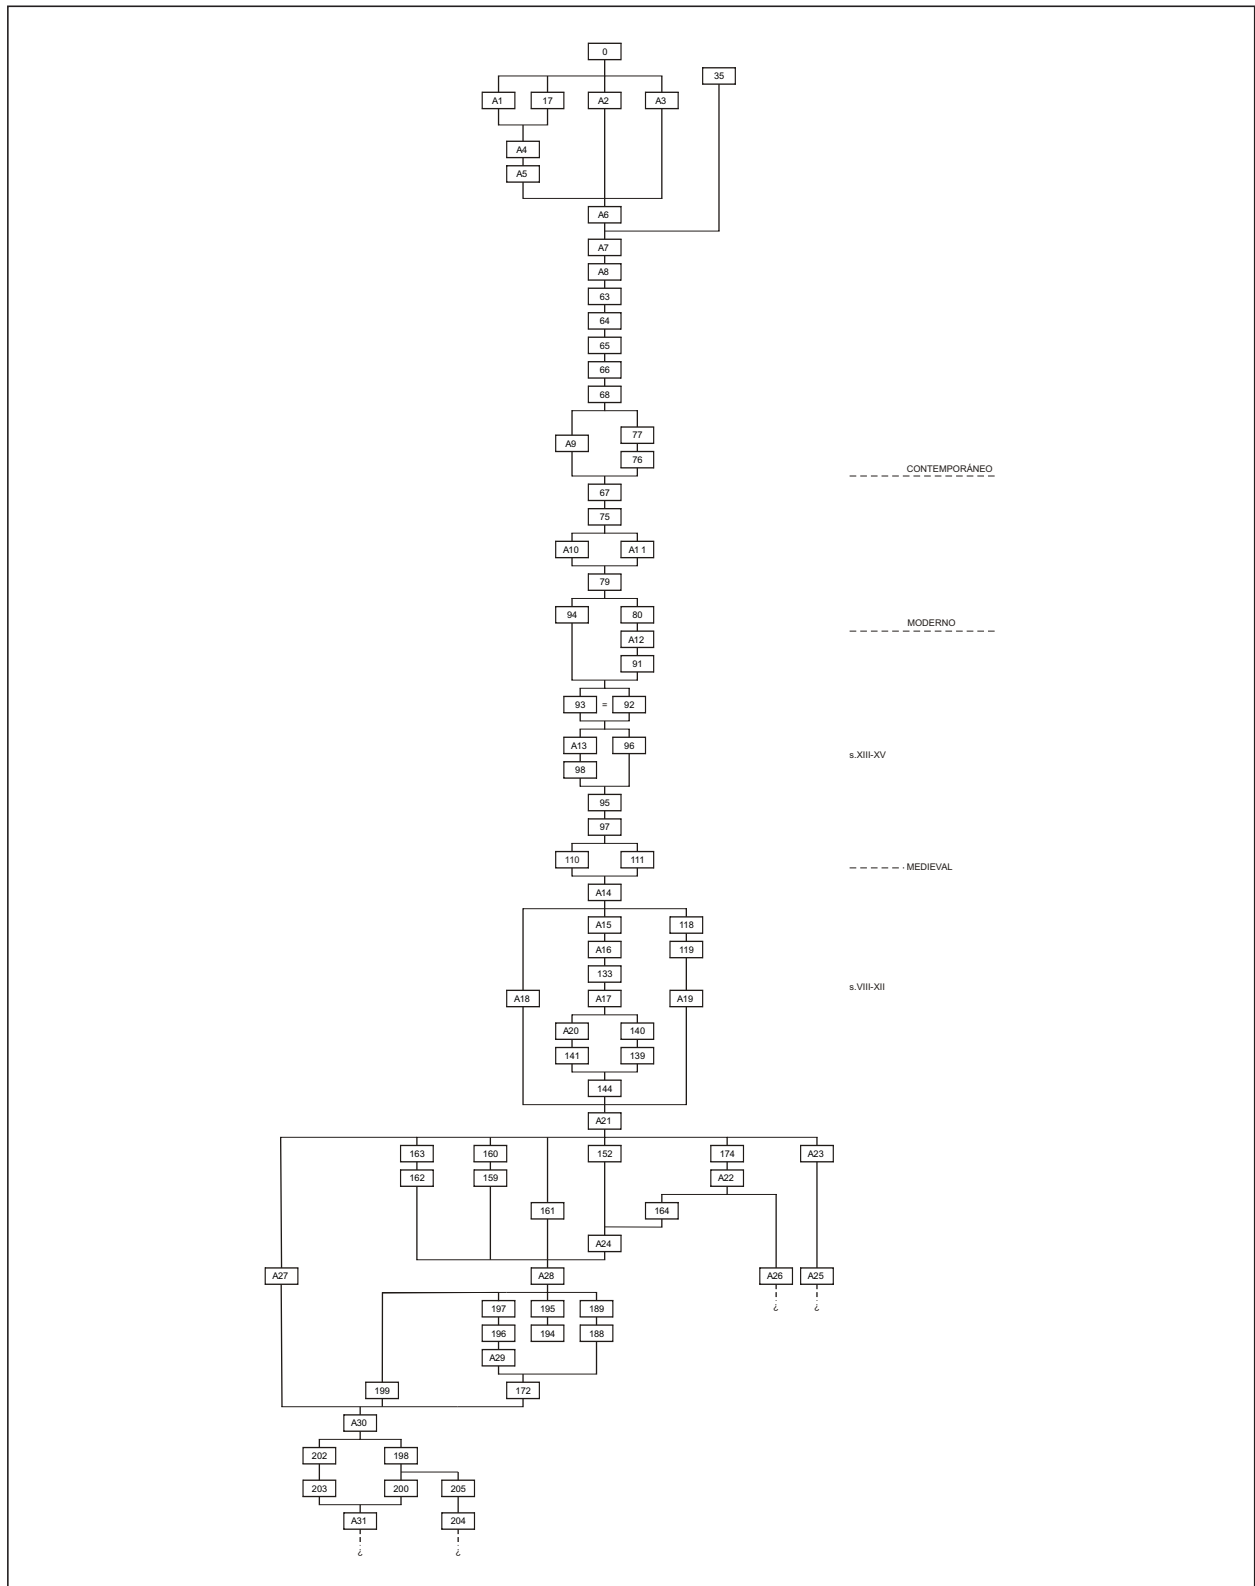 0
35
A1 17 A2 A3
A4
A5
A6
A7
A8
63
64
65
66
68
77
A9
76
CONTEMPORÁNEO
67
75
A10 A11
79
94 80
MODERNO
A12
91
93 = 92
A13 96
s.XIII-XV
98
95
97
110 111
MEDIEVAL
A14
A15 118
A16 119
133
s.VIII-XII
A18 A17 A19
A20 140
141 139
144
A21
163 160 152 174 A23
162 159 A22
161 164
A24
A27 A28 A26 A25
¿ ¿
197 195 189
196 194 188
A29
199 172
A30
202 198
203 200 205
A31 204
¿ ¿